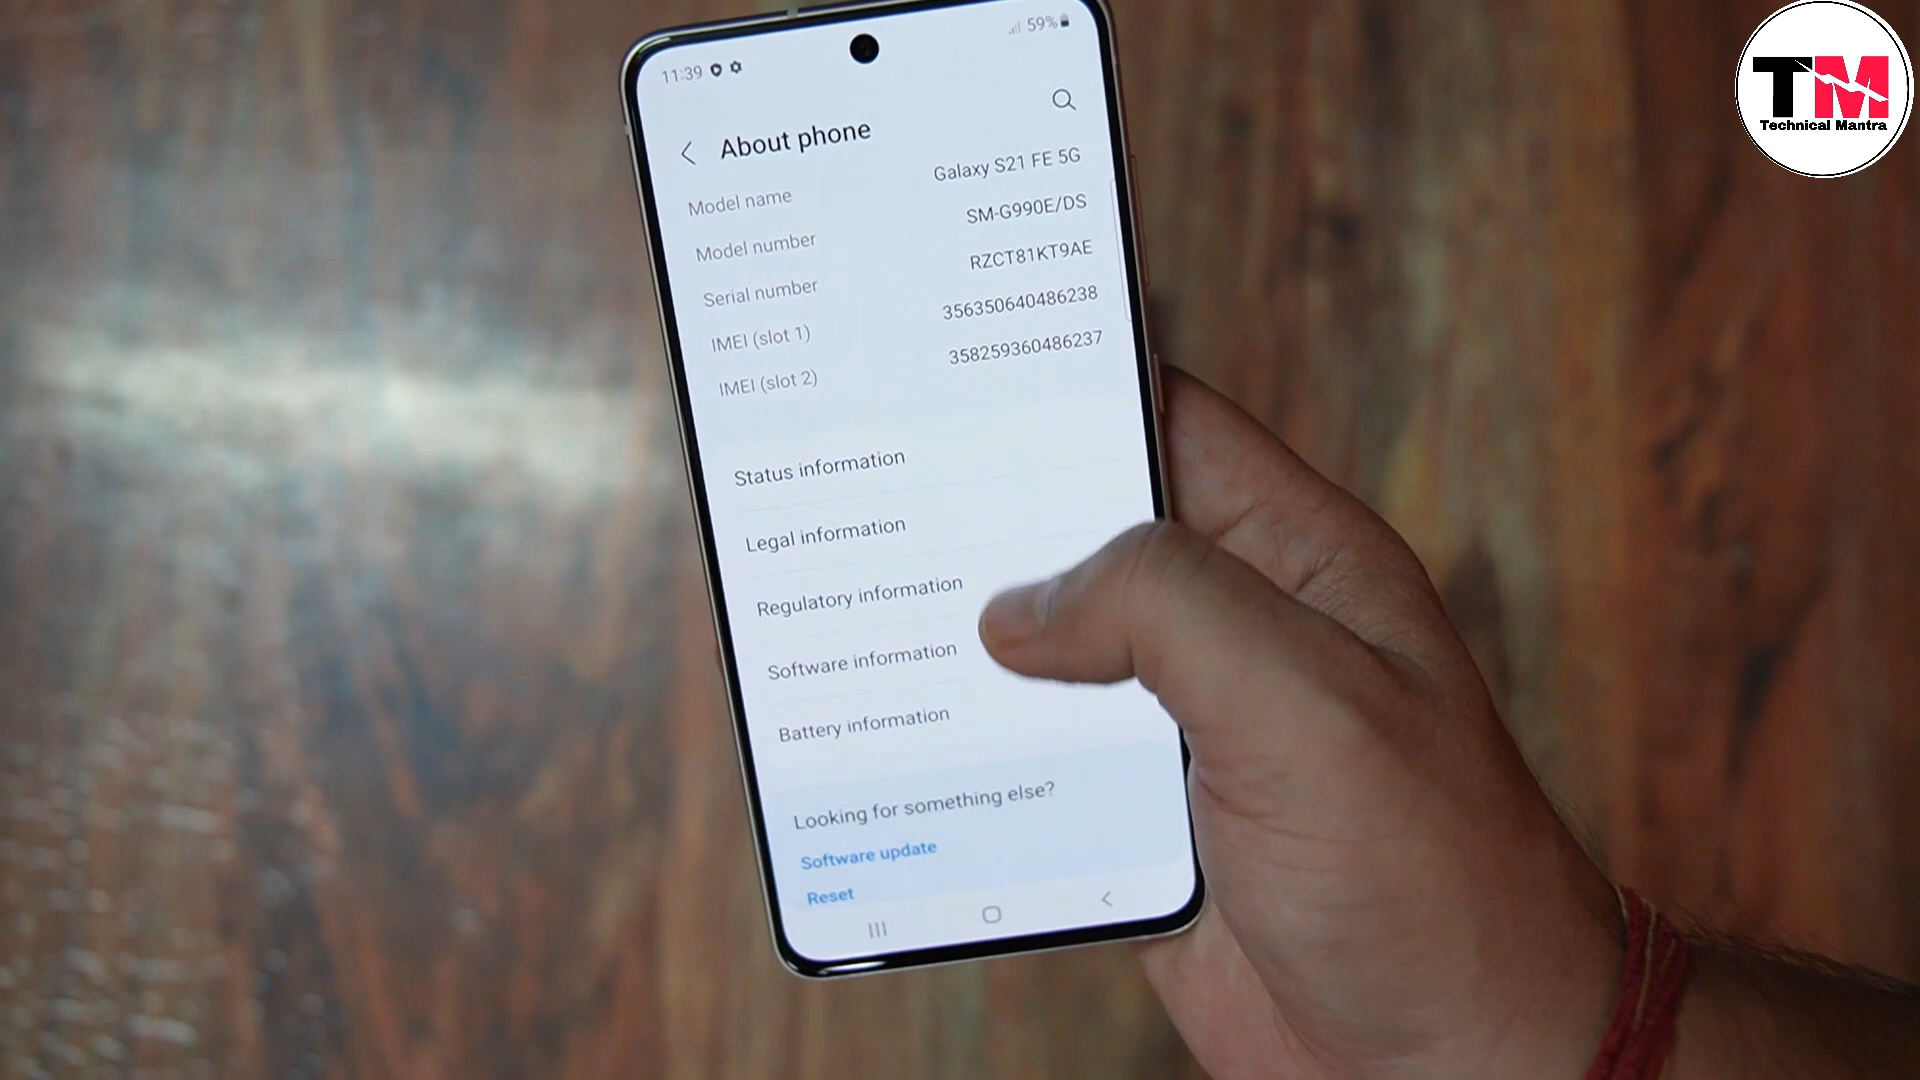 11:39
59%
About phone
Model name Galaxy S21 FE 5G
Model number SM-G990E/DS
Serial number RZCT81KT9AE
IMEI (slot 1) 356350640486238
IMEI (slot 2) 358259360486237
Status information
Legal information
Regulatory information
Software information
Battery information
Looking for something else?
Software update
Reset
TM
Technical Mantra